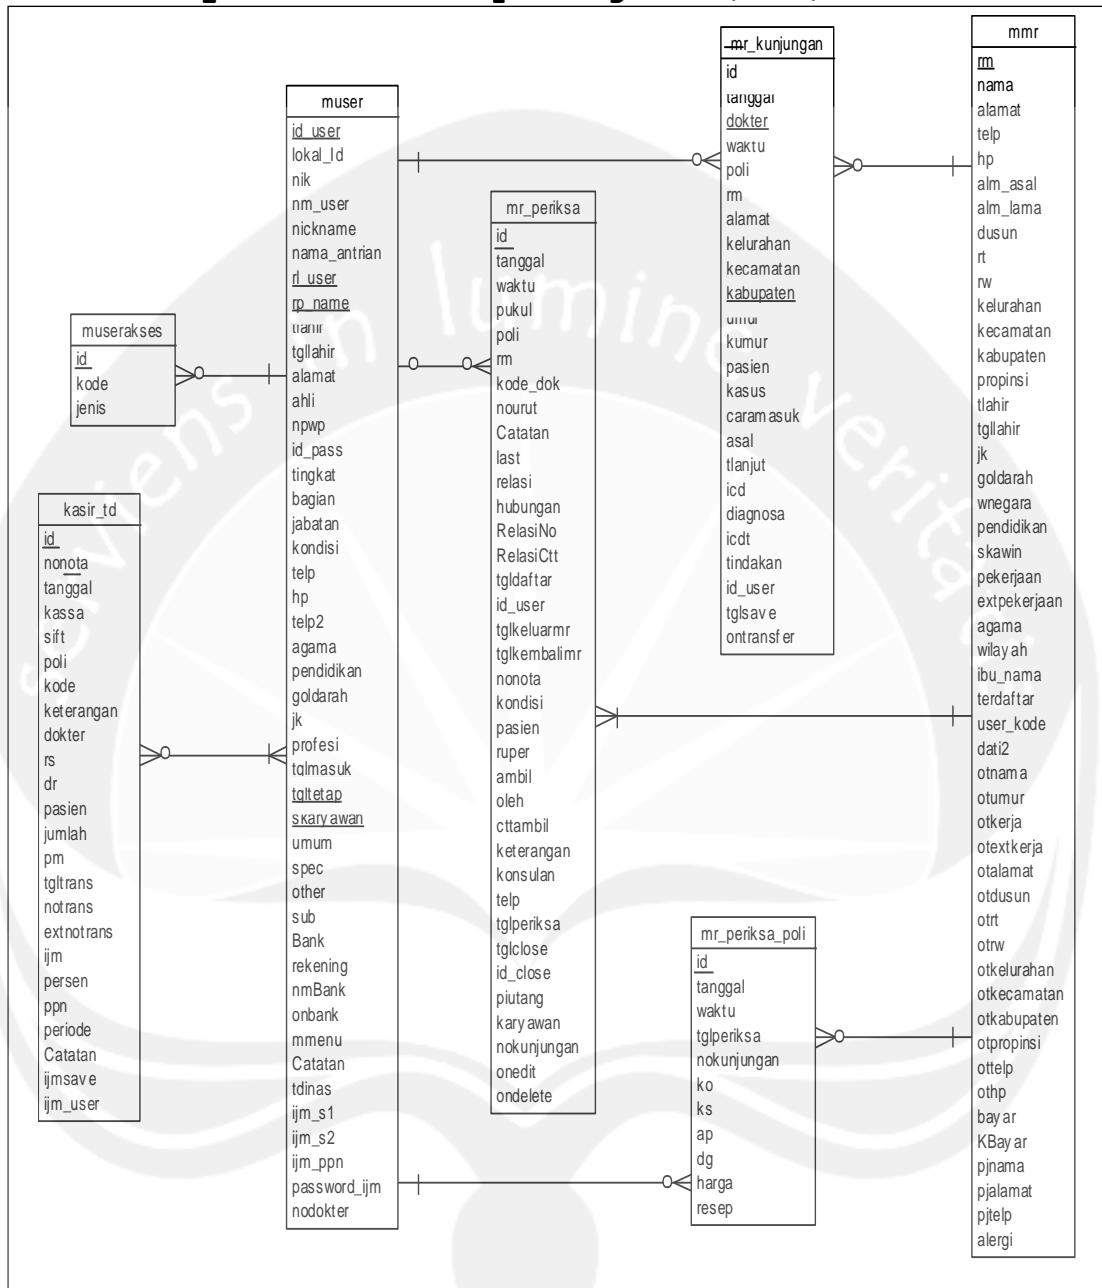 mr_kunjungan
id
tanggal
dokter
waktu
poli
rm
alamat
kelurahan
kecamatan
kabupaten
umur
kumur
pasien
kasus
caramasuk
asal
tlanjut
icd
diagnosa
icdt
tindakan
id_user
tglsave
ontransfer
mmr
rm
nama
alamat
telp
hp
alm_asal
alm_lama
dusun
rt
rw
kelurahan
kecamatan
kabupaten
propinsi
tlahir
tgllahir
jk
goldarah
wnegara
pendidikan
skawin
pekerjaan
extpekerjaan
agama
wilayah
ibu_nama
terdaftar
user_kode
dati2
otnama
otumur
otkerja
otextkerja
otalamat
otdusun
otrt
otrw
otkelurahan
otkecamatan
otkabupaten
otpropinsi
ottelp
othp
bayar
KBayar
pjnama
pjalamat
pjtelp
alergi
muser
id_user
lokal_Id
nik
nm_user
nickname
nama_antrian
rl_user
rp_name
tlahir
tgllahir
alamat
ahli
npwp
id_pass
tingkat
bagian
jabatan
kondisi
telp
hp
telp2
agama
pendidikan
goldarah
jk
profesi
tglmasuk
tgltetap
skaryawan
umum
spec
other
sub
Bank
rekening
nmBank
onbank
mmenu
Catatan
tdinas
ijm_s1
ijm_s2
ijm_ppn
password_ijm
nodokter
mr_periksa
id
tanggal
waktu
pukul
poli
rm
kode_dok
nourut
Catatan
last
relasi
hubungan
RelasiNo
RelasiCtt
tgldaftar
id_user
tglkeluarmr
tglkembalimr
nonota
kondisi
pasien
ruper
ambil
oleh
cttambil
keterangan
konsulan
telp
tglperiksa
tglclose
id_close
piutang
karyawan
nokunjungan
onedit
ondelete
muserakses
id
kode
jenis
kasir_td
id
nonota
tanggal
kassa
sift
poli
kode
keterangan
dokter
rs
dr
pasien
jumlah
pm
tgltrans
notrans
extnotrans
ijm
persen
ppn
periode
Catatan
ijmsave
ijm_user
mr_periksa_poli
id
tanggal
waktu
tglperiksa
nokunjungan
ko
ks
ap
dg
harga
resep
serviens in lumine veritatis